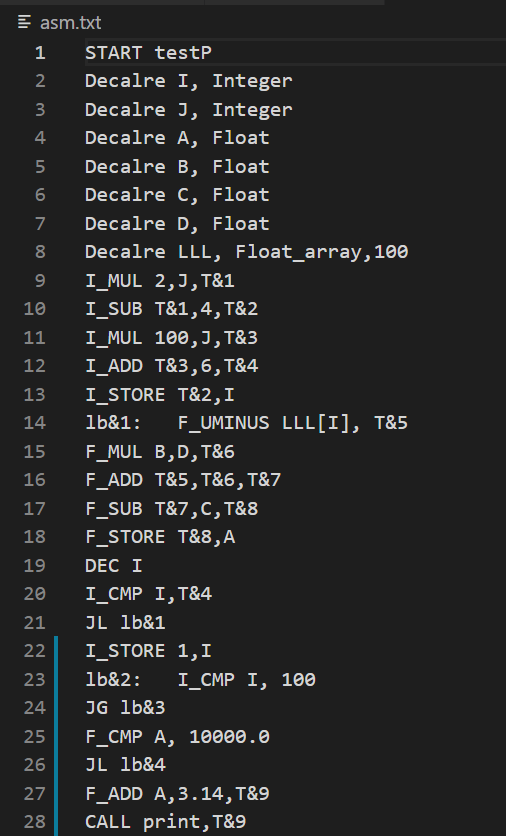 asm.txt
1 START testP
2 Decalre I, Integer
3 Decalre J, Integer
4 Decalre A, Float
5 Decalre B, Float
6 Decalre C, Float
7 Decalre D, Float
8 Decalre LLL, Float_array,100
9 I_MUL 2,J,T&1
10 I_SUB T&1,4,T&2
11 I_MUL 100,J,T&3
12 I_ADD T&3,6,T&4
13 I_STORE T&2,I
14 lb&1:   F_UMINUS LLL[I], T&5
15 F_MUL B,D,T&6
16 F_ADD T&5,T&6,T&7
17 F_SUB T&7,C,T&8
18 F_STORE T&8,A
19 DEC I
20 I_CMP I,T&4
21 JL lb&1
22 I_STORE 1,I
23 lb&2:   I_CMP I, 100
24 JG lb&3
25 F_CMP A, 10000.0
26 JL lb&4
27 F_ADD A,3.14,T&9
28 CALL print,T&9